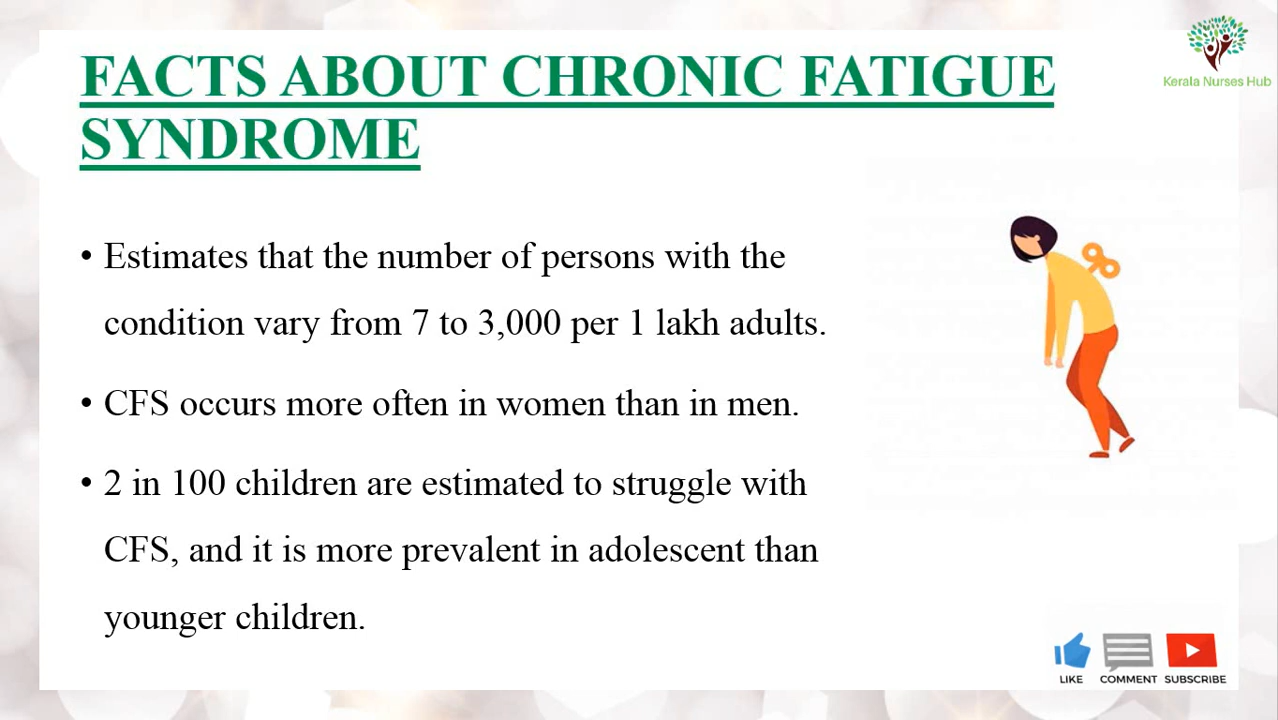 FACTS ABOUT CHRONIC FATIGUE
SYNDROME
Kerala Nurses Hub
• Estimates that the number of persons with the
condition vary from 7 to 3,000 per 1 lakh adults.
• CFS occurs more often in women than in men.
• 2 in 100 children are estimated to struggle with
CFS, and it is more prevalent in adolescent than
younger children.
LIKE COMMENT SUBSCRIBE